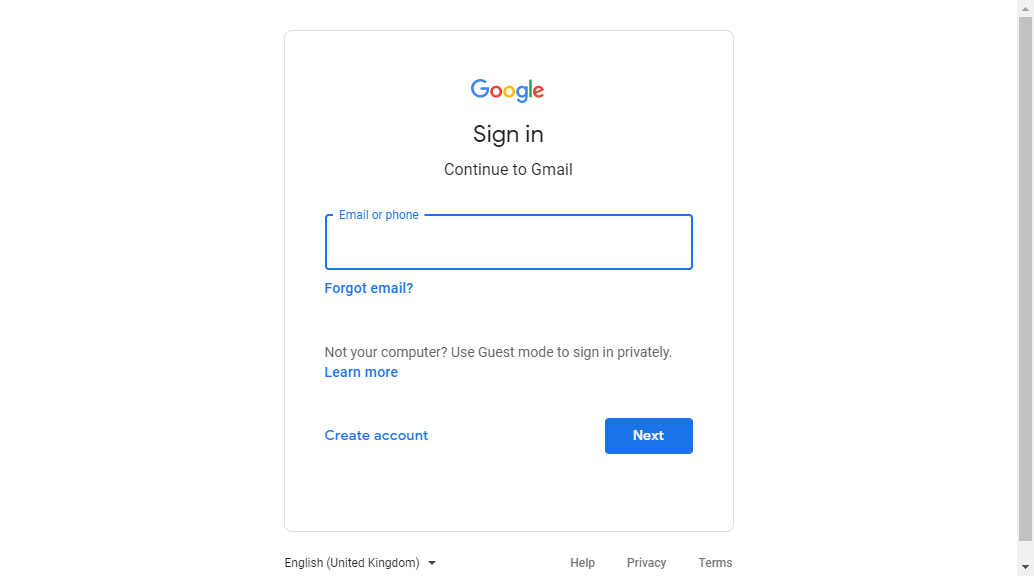 Google
Sign in
Continue to Gmail
Email or phone
Forgot email?
Not your computer? Use Guest mode to sign in privately.
Learn more
Create account
Next
English (United Kingdom)
Help Privacy Terms